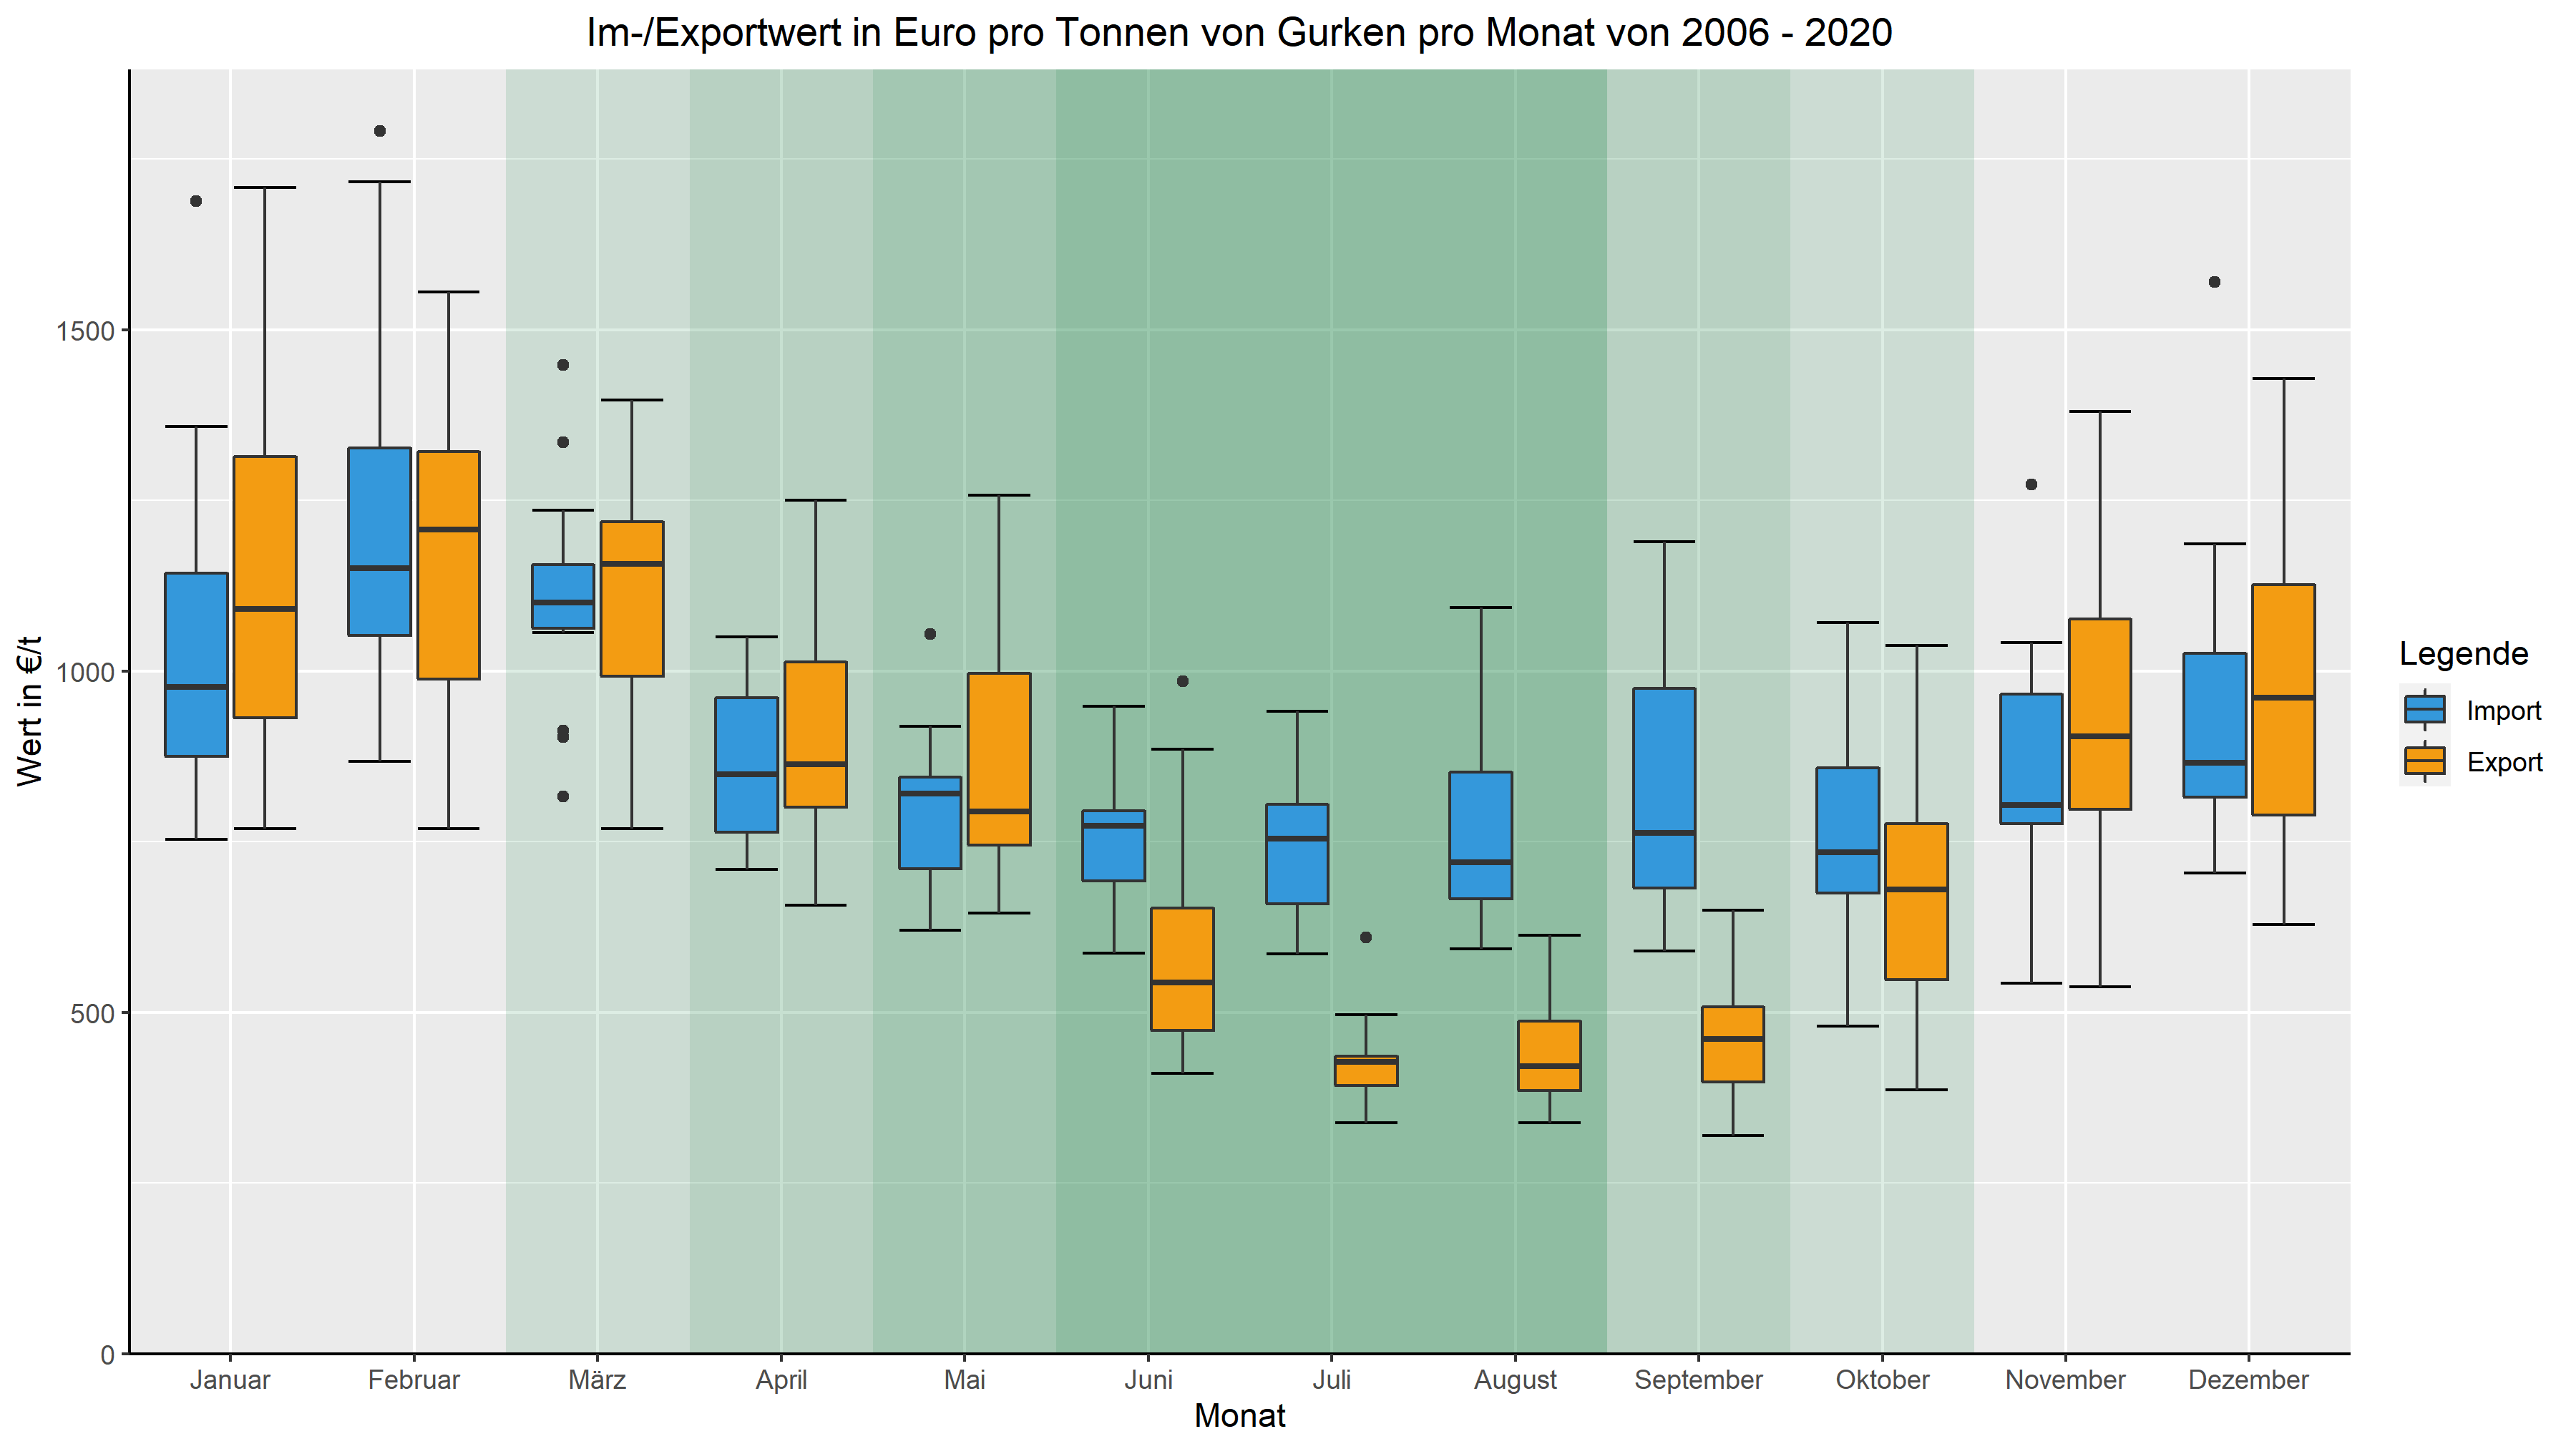 Im-/Exportwert in Euro pro Tonnen von Gurken pro Monat von 2006 - 2020
Wert in €/t
1500
1000
500
0
Januar Februar März April Mai Juni Juli August September Oktober November Dezember
Monat
Legende
Import
Export